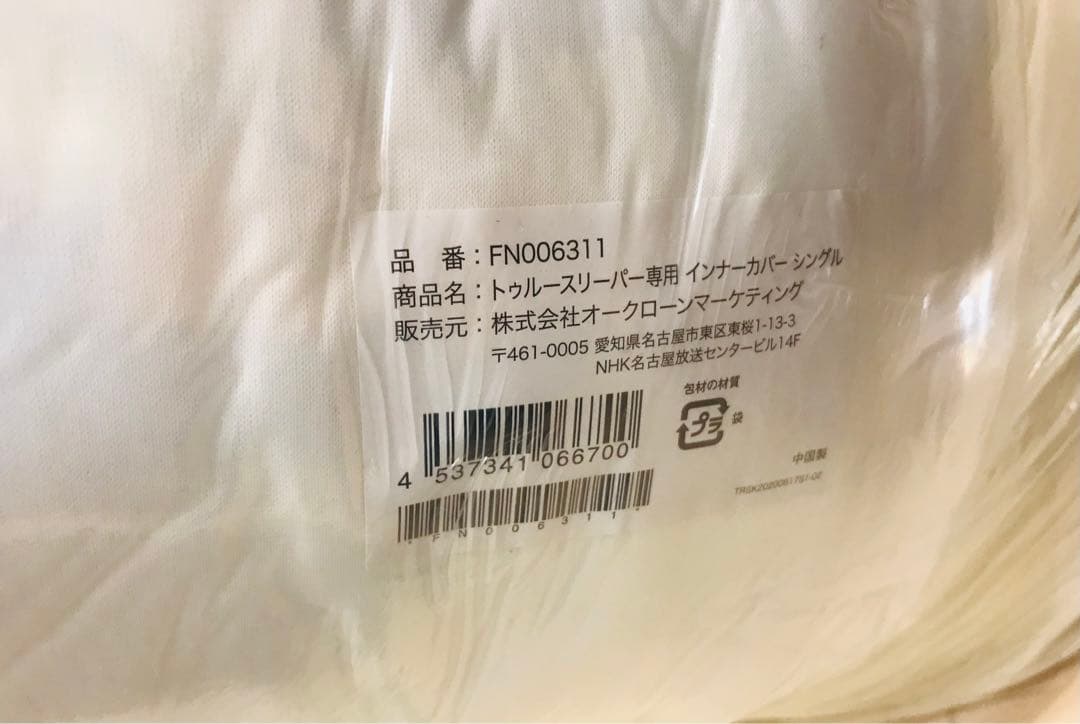 品　番：FN006311
商品名：トゥルースリーパー専用 インナーカバー シングル
販売元：株式会社オークローンマーケティング
〒461-0005 愛知県名古屋市東区東桜1-13-3
NHK名古屋放送センタービル14F
包材の材質
プラ 袋
4 537341 066700
中国製
*FN006311*